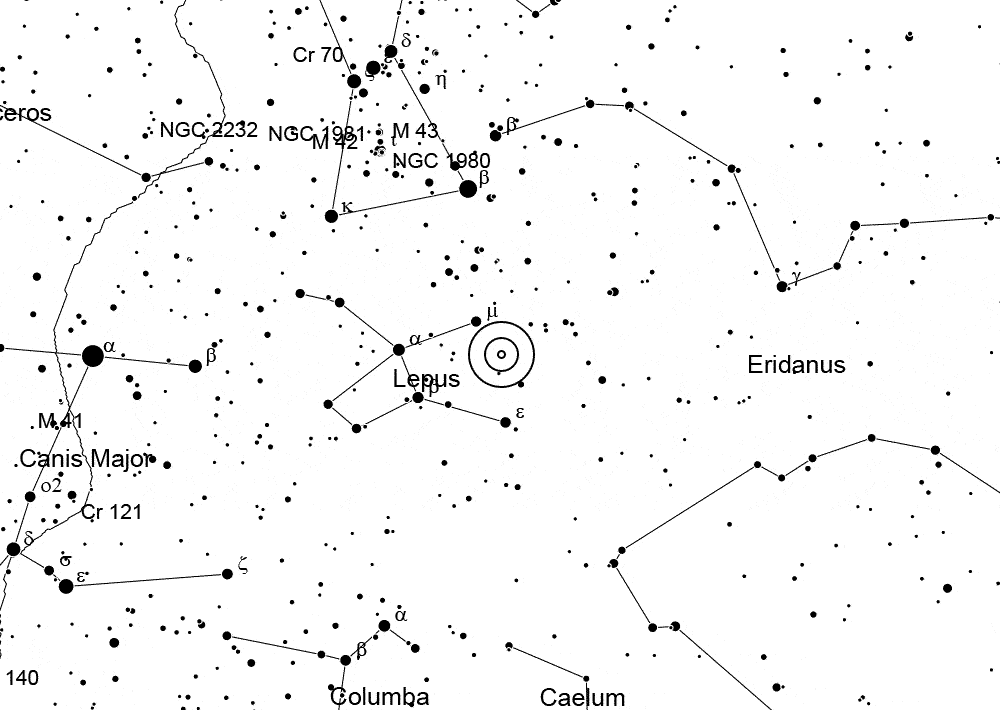 δ
Cr 70
ε
ζ
η
ceros
NGC 2232
NGC 1981
M 43
β
M 42
ι
NGC 1980
β
κ
γ
μ
α
α
β
Eridanus
Lepus
β
ε
M 41
Canis Major
ο2
Cr 121
δ
σ
ε
ζ
α
β
140
Columba
Caelum